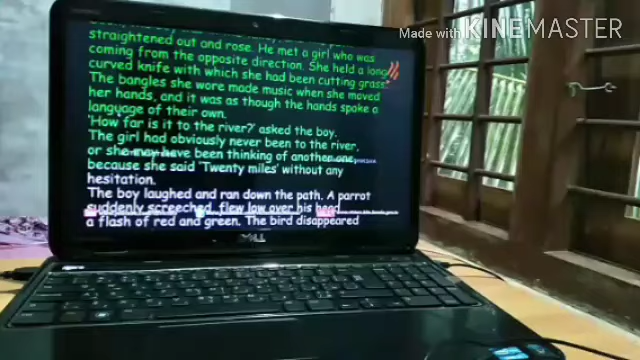 Made with KINEMASTER
straightened out and rose. He met a girl who was
coming from the opposite direction. She held a long
curved knife with which she had been cutting grass.
The bangles she wore made music when she moved
her hands, and it was as though the hands spoke a
language of their own.
'How far is it to the river?' asked the boy.
The girl had obviously never been to the river,
or she may have been thinking of another one
because she said 'Twenty miles' without any
hesitation.
The boy laughed and ran down the path. A parrot
suddenly screeched, flew low over his head
a flash of red and green. The bird disappeared
DELL